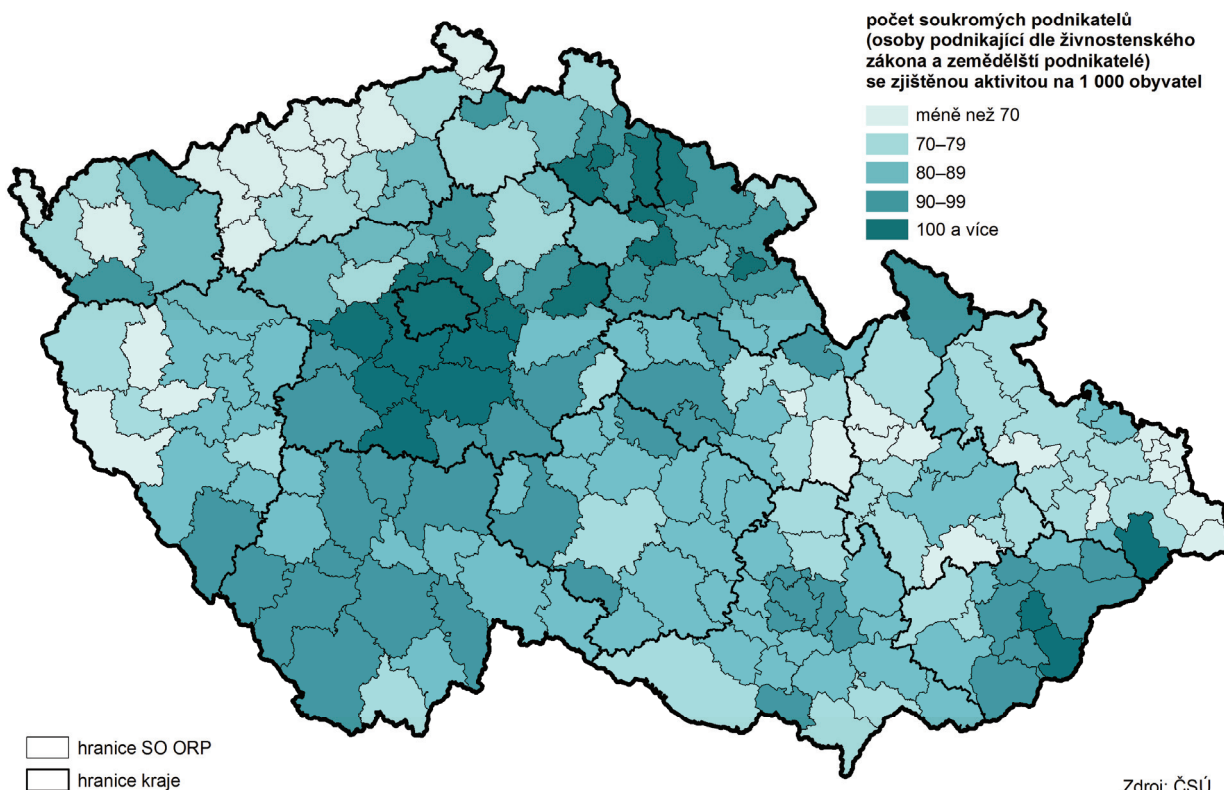 počet soukromých podnikatelů
(osoby podnikající dle živnostenského
zákona a zemědělští podnikatelé)
se zjištěnou aktivitou na 1 000 obyvatel
méně než 70
70–79
80–89
90–99
100 a více
hranice SO ORP
hranice kraje
Zdroj: ČSÚ